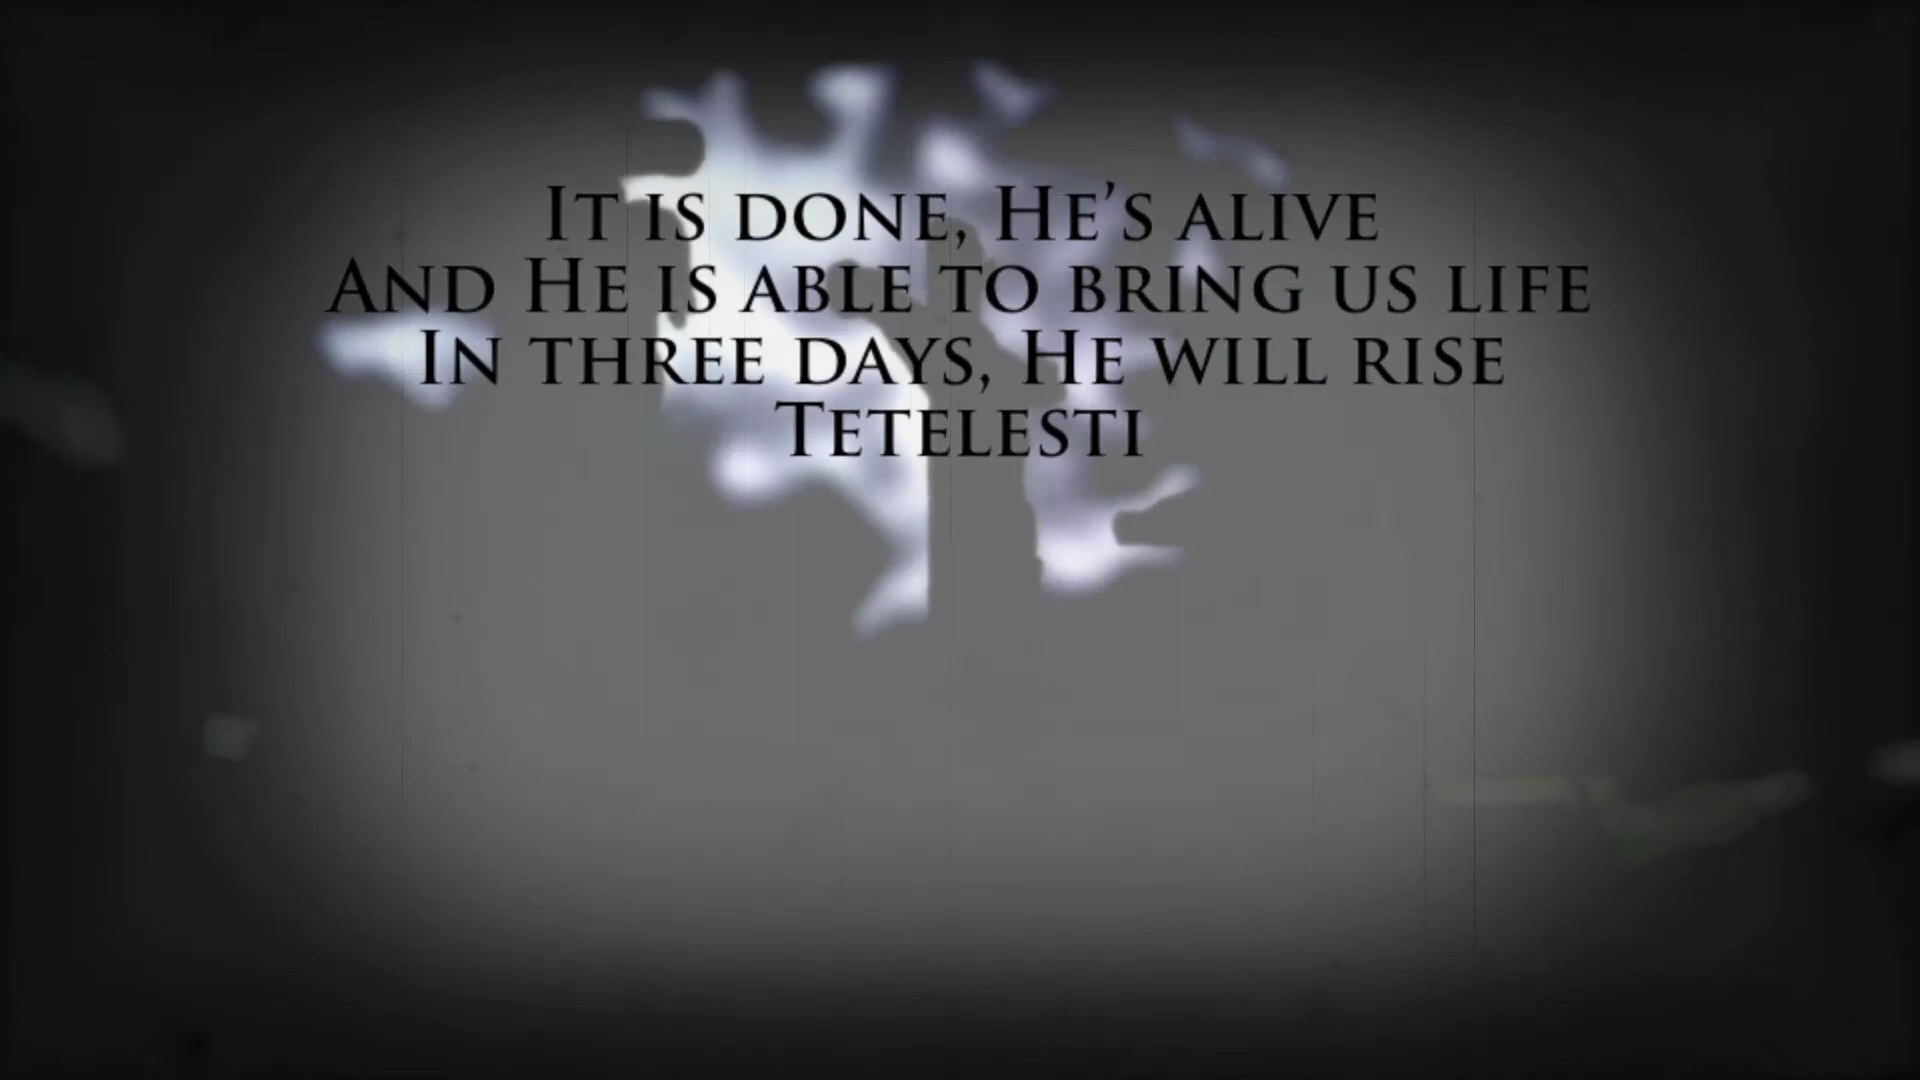 It is done, He’s alive
And He is able to bring us life
In three days, He will rise
Tetelesti